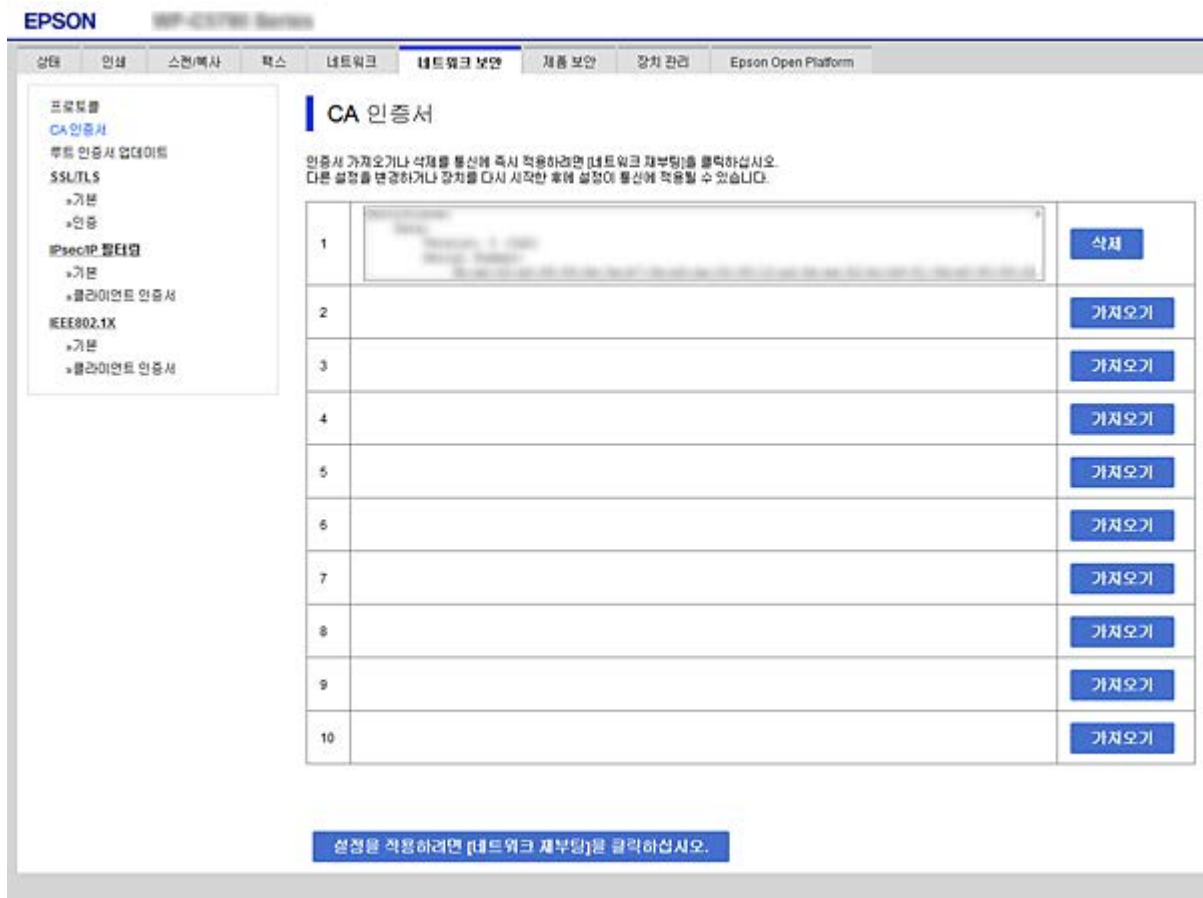 EPSON
상태 인쇄 스캔/복사 팩스 네트워크 네트워크 보안 제품 보안 장치 관리 Epson Open Platform
프로토콜
CA 인증서
루트 인증서 업데이트
SSL/TLS
»기본
»인증
IPsec/IP 필터링
»기본
»클라이언트 인증서
IEEE802.1X
»기본
»클라이언트 인증서
CA 인증서
인증서 가져오기나 삭제를 통신에 즉시 적용하려면 [네트워크 재부팅]을 클릭하십시오.
다른 설정을 변경하거나 장치를 다시 시작한 후에 설정이 통신에 적용될 수 있습니다.
1 삭제
2 가져오기
3 가져오기
4 가져오기
5 가져오기
6 가져오기
7 가져오기
8 가져오기
9 가져오기
10 가져오기
설정을 적용하려면 [네트워크 재부팅]을 클릭하십시오.